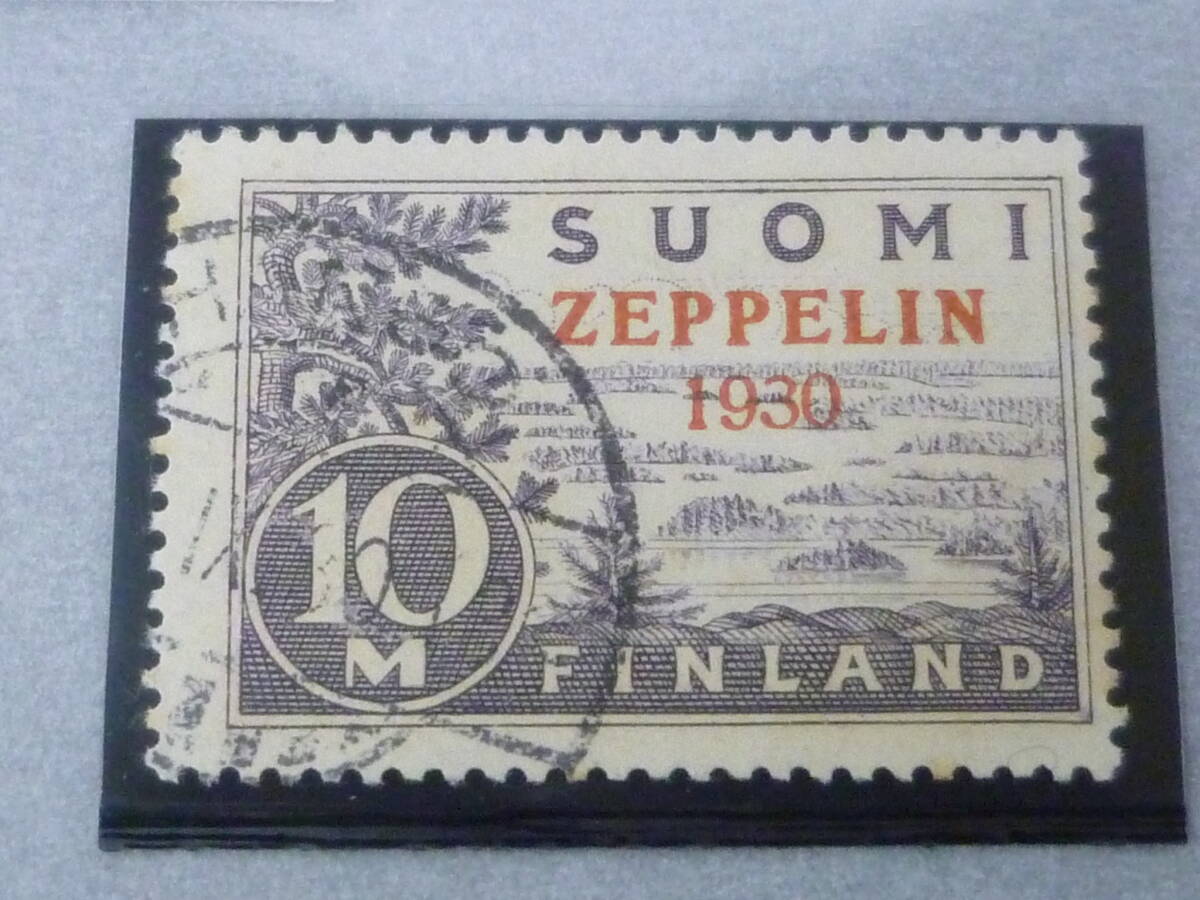 SUOMI
ZEPPELIN
1930
10
M
FINLAND